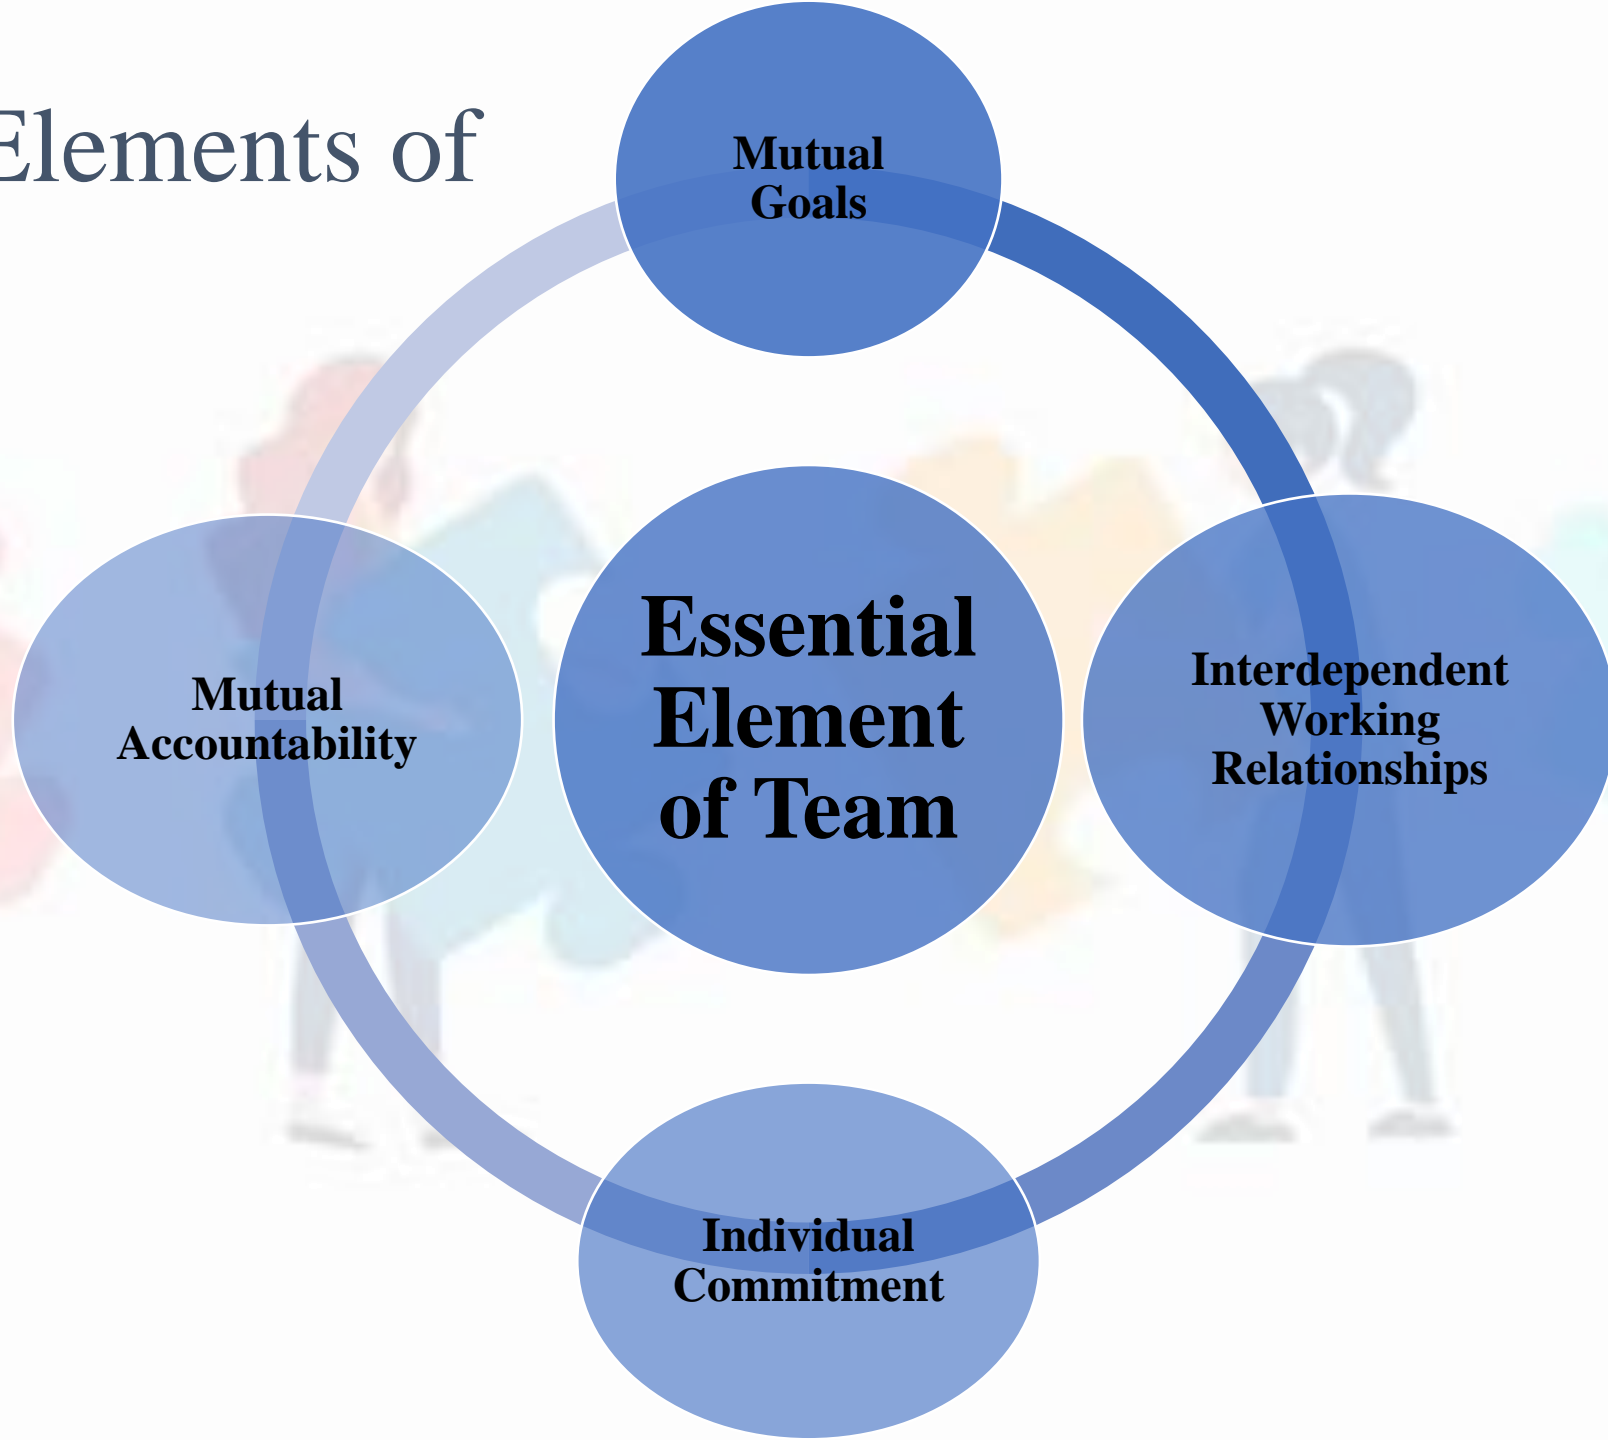 Elements of
Mutual
Goals
Essential
Element
of Team
Interdependent
Working
Relationships
Individual
Commitment
Mutual
Accountability